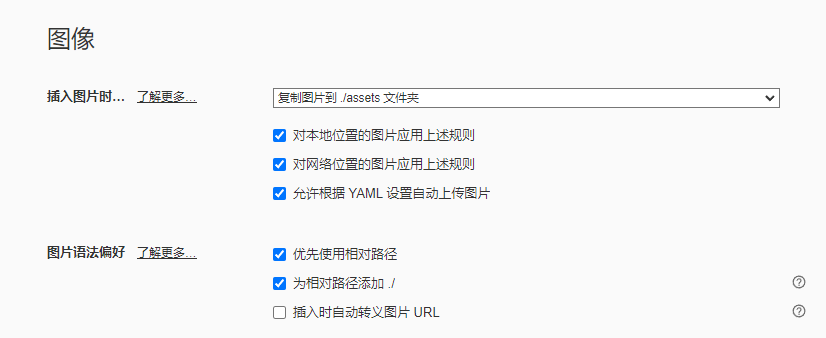 图像
插入图片时... 了解更多... 复制图片到 ./assets 文件夹
对本地位置的图片应用上述规则
对网络位置的图片应用上述规则
允许根据 YAML 设置自动上传图片
图片语法偏好 了解更多... 优先使用相对路径
为相对路径添加 ./
插入时自动转义图片 URL